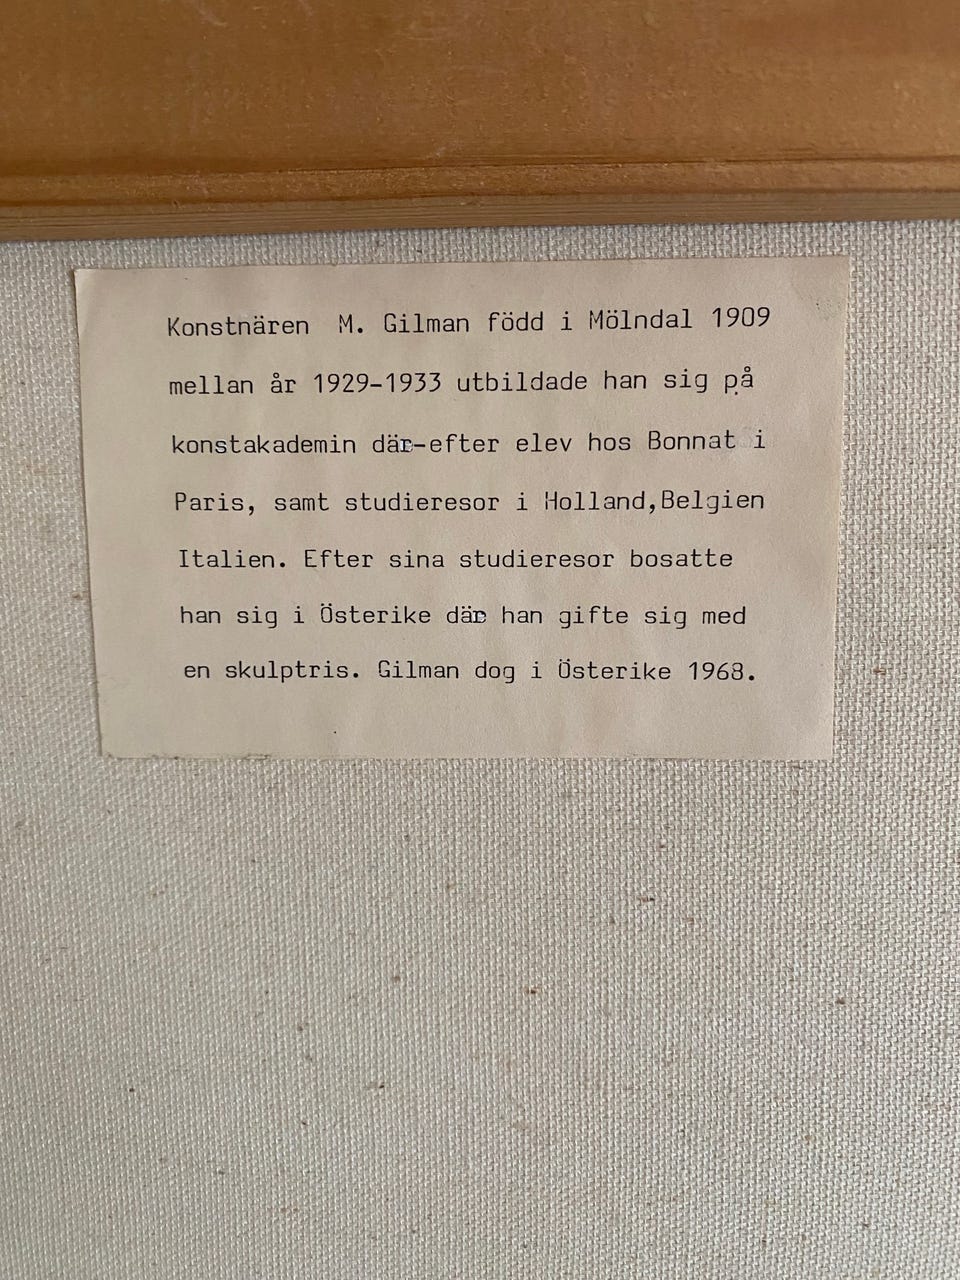 Konstnären M. Gilman född i Mölndal 1909
mellan år 1929-1933 utbildade han sig på
konstakademin där-efter elev hos Bonnat i
Paris, samt studieresor i Holland,Belgien
Italien. Efter sina studieresor bosatte
han sig i Österike där han gifte sig med
en skulptris. Gilman dog i Österike 1968.